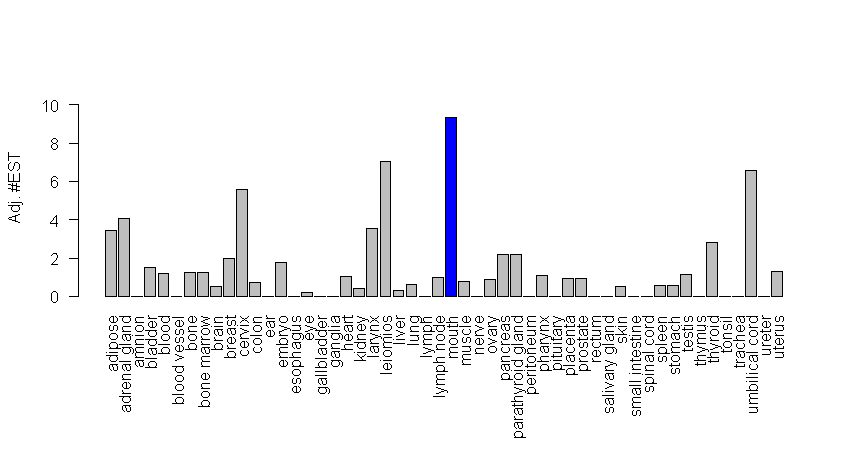 Adj. #EST
10
8
6
4
2
0
adipose
adrenal gland
amnion
bladder
blood
blood vessel
bone
bone marrow
brain
breast
cervix
colon
ear
embryo
esophagus
eye
gallbladder
ganglia
heart
kidney
larynx
leiomios
liver
lung
lymph
lymph node
mouth
muscle
nerve
ovary
pancreas
parathyroid gland
peritoneum
pharynx
pituitary
placenta
prostate
rectum
salivary gland
skin
small intestine
spinal cord
spleen
stomach
testis
thymus
thyroid
tonsil
trachea
umbilical cord
ureter
uterus